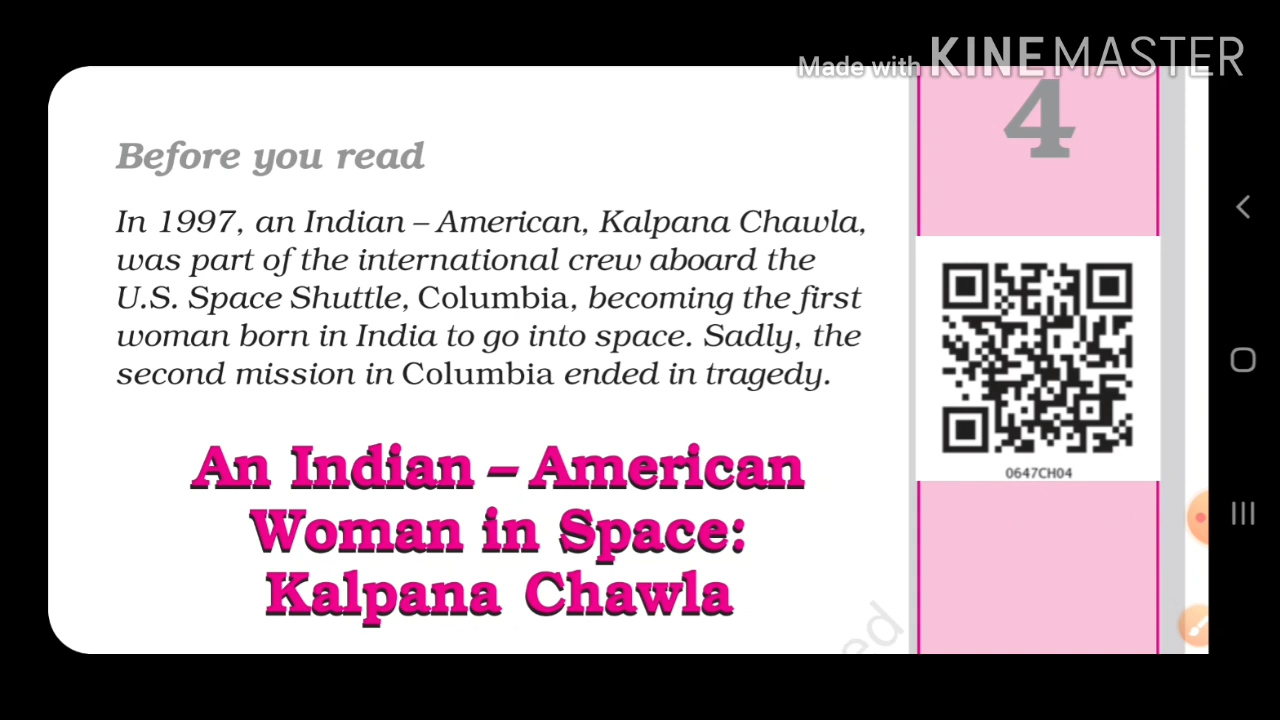 Made with KINEMASTER
4
Before you read
In 1997, an Indian – American, Kalpana Chawla,
was part of the international crew aboard the
U.S. Space Shuttle, Columbia, becoming the first
woman born in India to go into space. Sadly, the
second mission in Columbia ended in tragedy.
0647CH04
An Indian – American
Woman in Space:
Kalpana Chawla